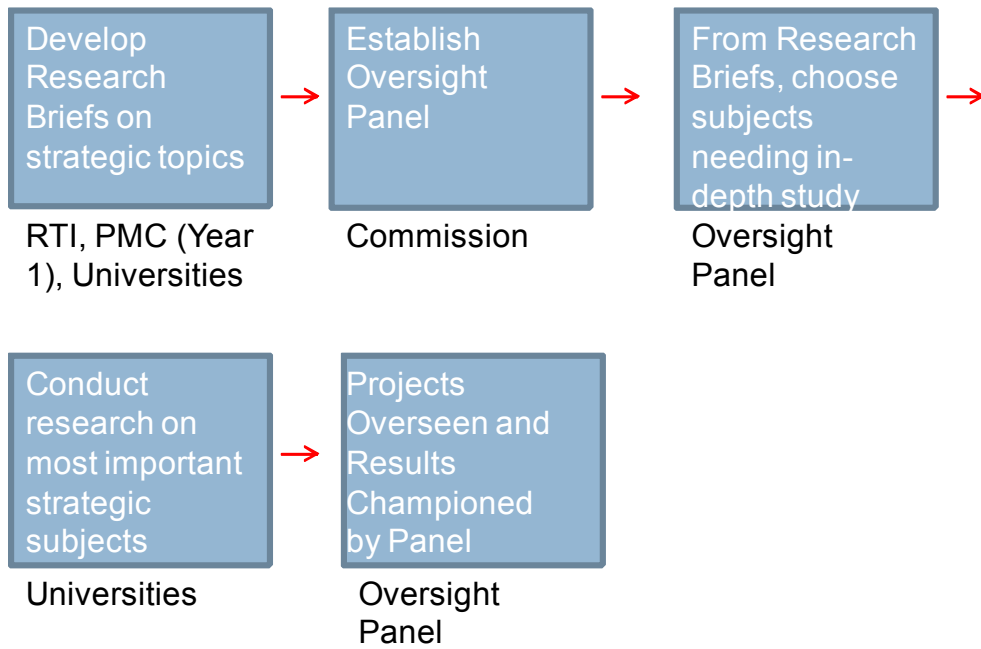 Develop
Research
Briefs on
strategic topics
RTI, PMC (Year
1), Universities
Establish
Oversight
Panel
Commission
From Research
Briefs, choose
subjects
needing in-
depth study
Oversight
Panel
Conduct
research on
most important
strategic
subjects
Universities
Projects
Overseen and
Results
Championed
by Panel
Oversight
Panel